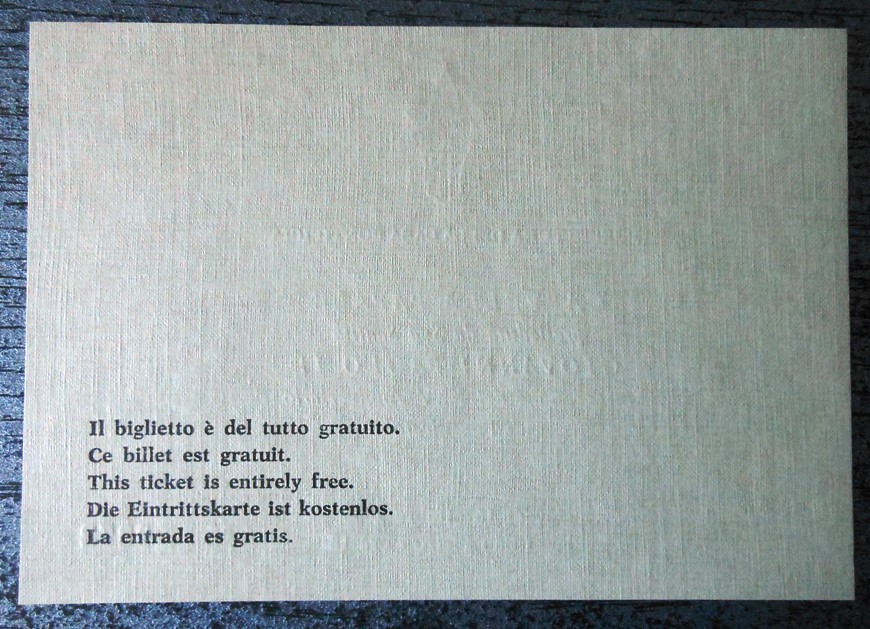 Il biglietto è del tutto gratuito.
Ce billet est gratuit.
This ticket is entirely free.
Die Eintrittskarte ist kostenlos.
La entrada es gratis.